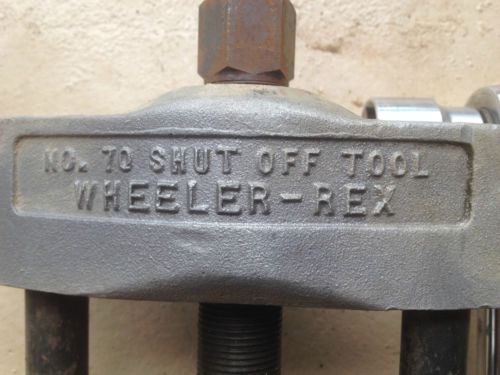 NO. 70 SHUT OFF TOOL
WHEELER-REX